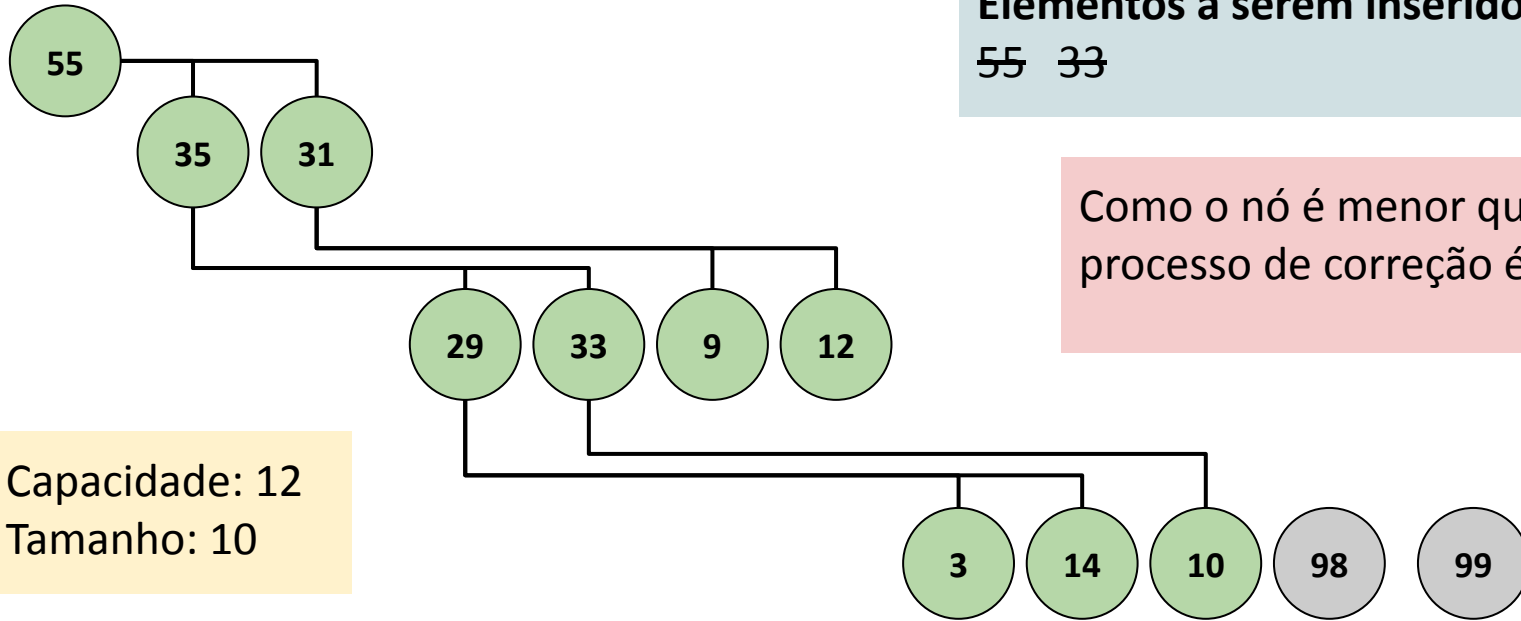 Elementos a serem inserido
55 33
55
35 31
Como o nó é menor qu
processo de correção é
29 33 9 12
Capacidade: 12
Tamanho: 10
3 14 10 98 99